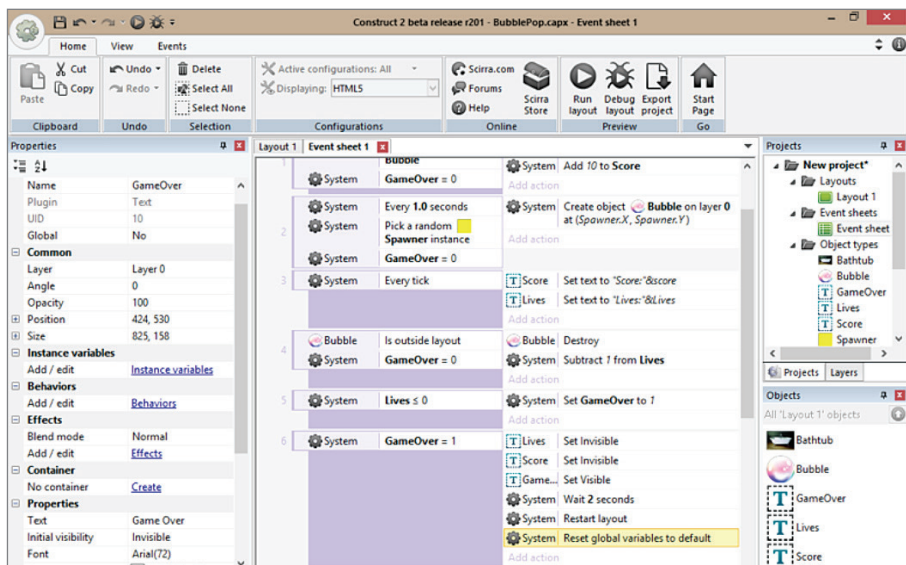 Construct 2 beta release r201 - BubblePop.capx - Event sheet 1
Home View Events
Paste
Cut
Copy
Clipboard
Undo
Redo
Undo
Delete
Select All
Select None
Selection
Active configurations: All
Displaying: HTML5
Configurations
Scirra.com
Forums
Help
Scirra Store
Online
Run layout
Debug layout
Export project
Preview
Start Page
Go
Properties
Name GameOver
Plugin Text
UID 10
Global No
Common
Layer Layer 0
Angle 0
Opacity 100
Position 424, 530
Size 825, 158
Instance variables
Add / edit Instance variables
Behaviors
Add / edit Behaviors
Effects
Blend mode Normal
Add / edit Effects
Container
No container Create
Properties
Text Game Over
Initial visibility Invisible
Font Arial(72)
Layout 1 Event sheet 1
1
Bubble
System GameOver = 0
System Add 10 to Score
Add action
2
System Every 1.0 seconds
System Pick a random
Spawner instance
System GameOver = 0
System Create object Bubble on layer 0
at (Spawner.X, Spawner.Y)
Add action
3 System Every tick
T Score Set text to "Score:"&score
T Lives Set text to "Lives:"&Lives
Add action
4
Bubble Is outside layout
System GameOver = 0
Bubble Destroy
System Subtract 1 from Lives
Add action
5 System Lives ≤ 0
System Set GameOver to 1
Add action
6 System GameOver = 1
T Lives Set Invisible
T Score Set Invisible
T Game... Set Visible
System Wait 2 seconds
System Restart layout
System Reset global variables to default
Add action
Projects
New project*
Layouts
Layout 1
Event sheets
Event sheet
Object types
Bathtub
Bubble
T GameOver
T Lives
T Score
Spawner
Projects Layers
Objects
All 'Layout 1' objects
Bathtub
Bubble
T GameOver
T Lives
T Score